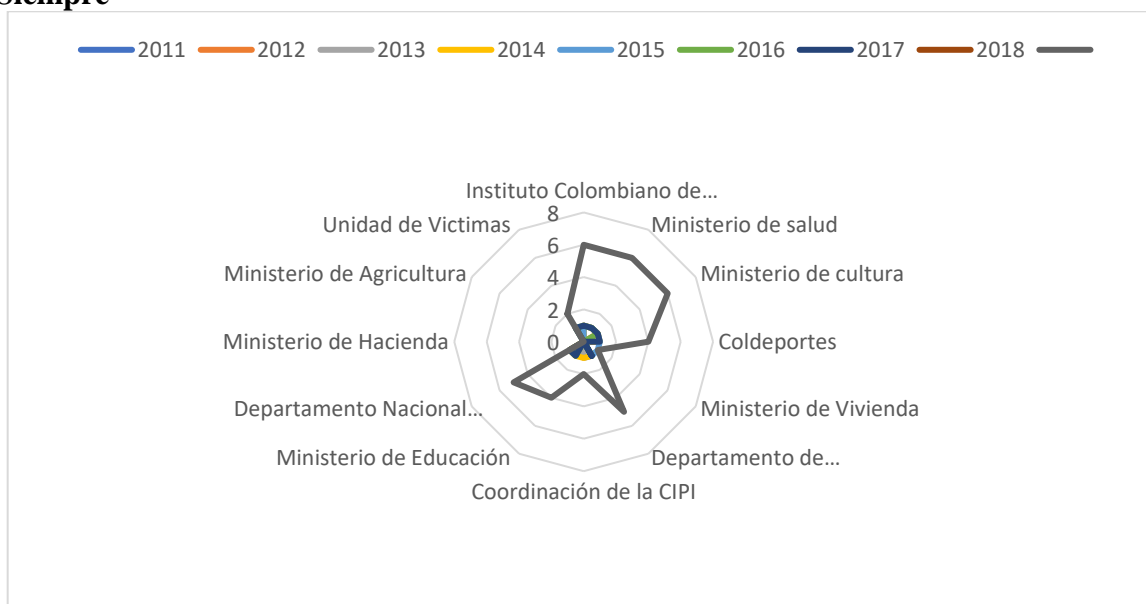 Siempre
2011 2012 2013 2014 2015 2016 2017 2018
Instituto Colombiano de…
8
Unidad de Victimas
Ministerio de salud
6
Ministerio de Agricultura
Ministerio de cultura
4
2
Ministerio de Hacienda
0
Coldeportes
Departamento Nacional…
Ministerio de Vivienda
Ministerio de Educación
Departamento de…
Coordinación de la CIPI